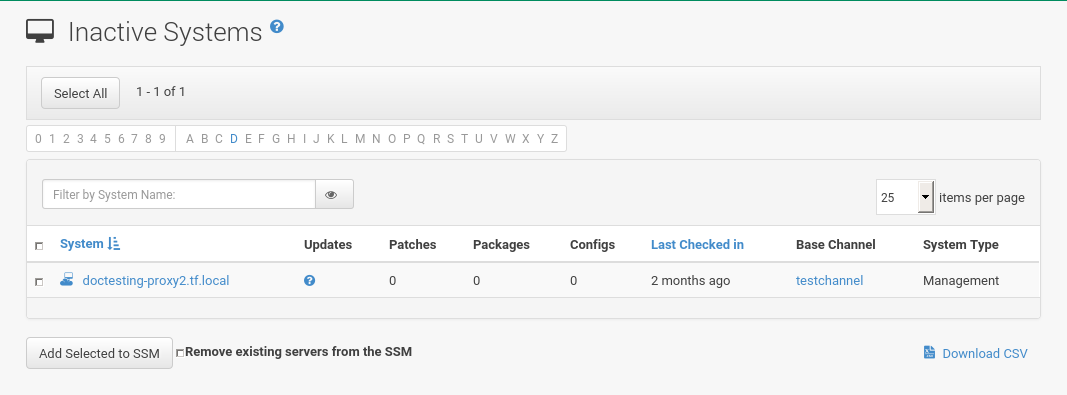 Inactive Systems ?
Select All 1 - 1 of 1
0 1 2 3 4 5 6 7 8 9 A B C D E F G H I J K L M N O P Q R S T U V W X Y Z
Filter by System Name: 25 items per page
System Updates Patches Packages Configs Last Checked in Base Channel System Type
doctesting-proxy2.tf.local ? 0 0 0 2 months ago testchannel Management
Add Selected to SSM Remove existing servers from the SSM Download CSV